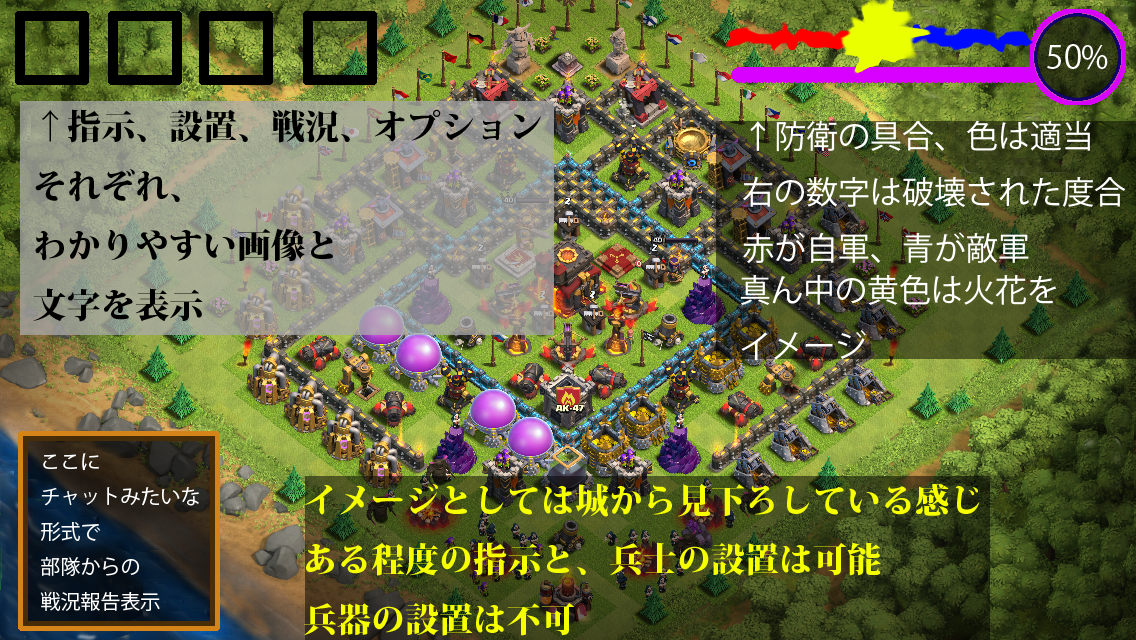 50%
↑指示、設置、戦況、オプション
それぞれ、
わかりやすい画像と
文字を表示
↑防衛の具合、色は適当
右の数字は破壊された度合
赤が自軍、青が敵軍
真ん中の黄色は火花を
イメージ
AK-47
ここに
チャットみたいな
形式で
部隊からの
戦況報告表示
イメージとしては城から見下ろしている感じ
ある程度の指示と、兵士の設置は可能
兵器の設置は不可